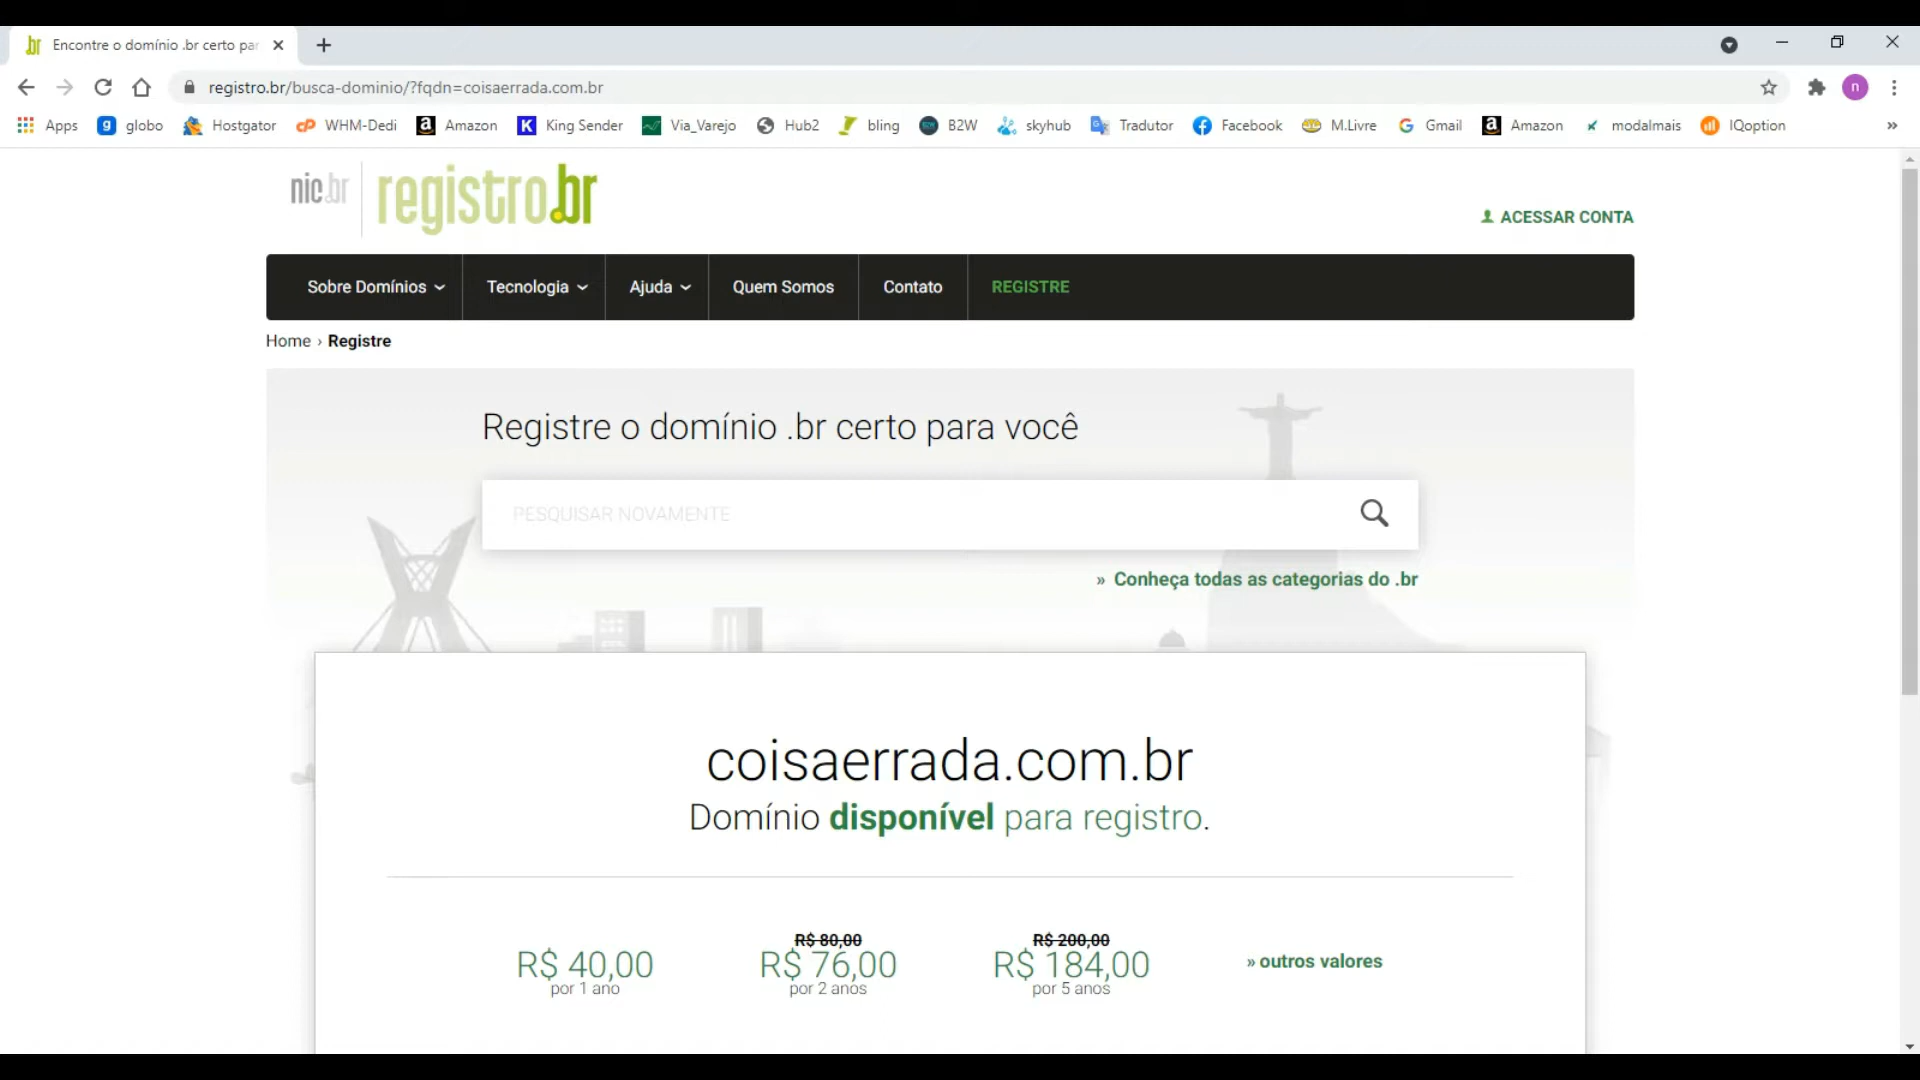 Encontre o domínio .br certo par
registro.br/busca-dominio/?fqdn=coisaerrada.com.br
n
Apps globo Hostgator WHM-Dedi Amazon King Sender Via_Varejo Hub2 bling B2W skyhub Tradutor Facebook M.Livre Gmail Amazon modalmais IQoption »
nic.br registro.br
ACESSAR CONTA
Sobre Domínios Tecnologia Ajuda Quem Somos Contato REGISTRE
Home › Registre
Registre o domínio .br certo para você
PESQUISAR NOVAMENTE
» Conheça todas as categorias do .br
coisaerrada.com.br
Domínio disponível para registro.
R$ 80,00 R$ 200,00
R$ 40,00 R$ 76,00 R$ 184,00 » outros valores
por 1 ano por 2 anos por 5 anos